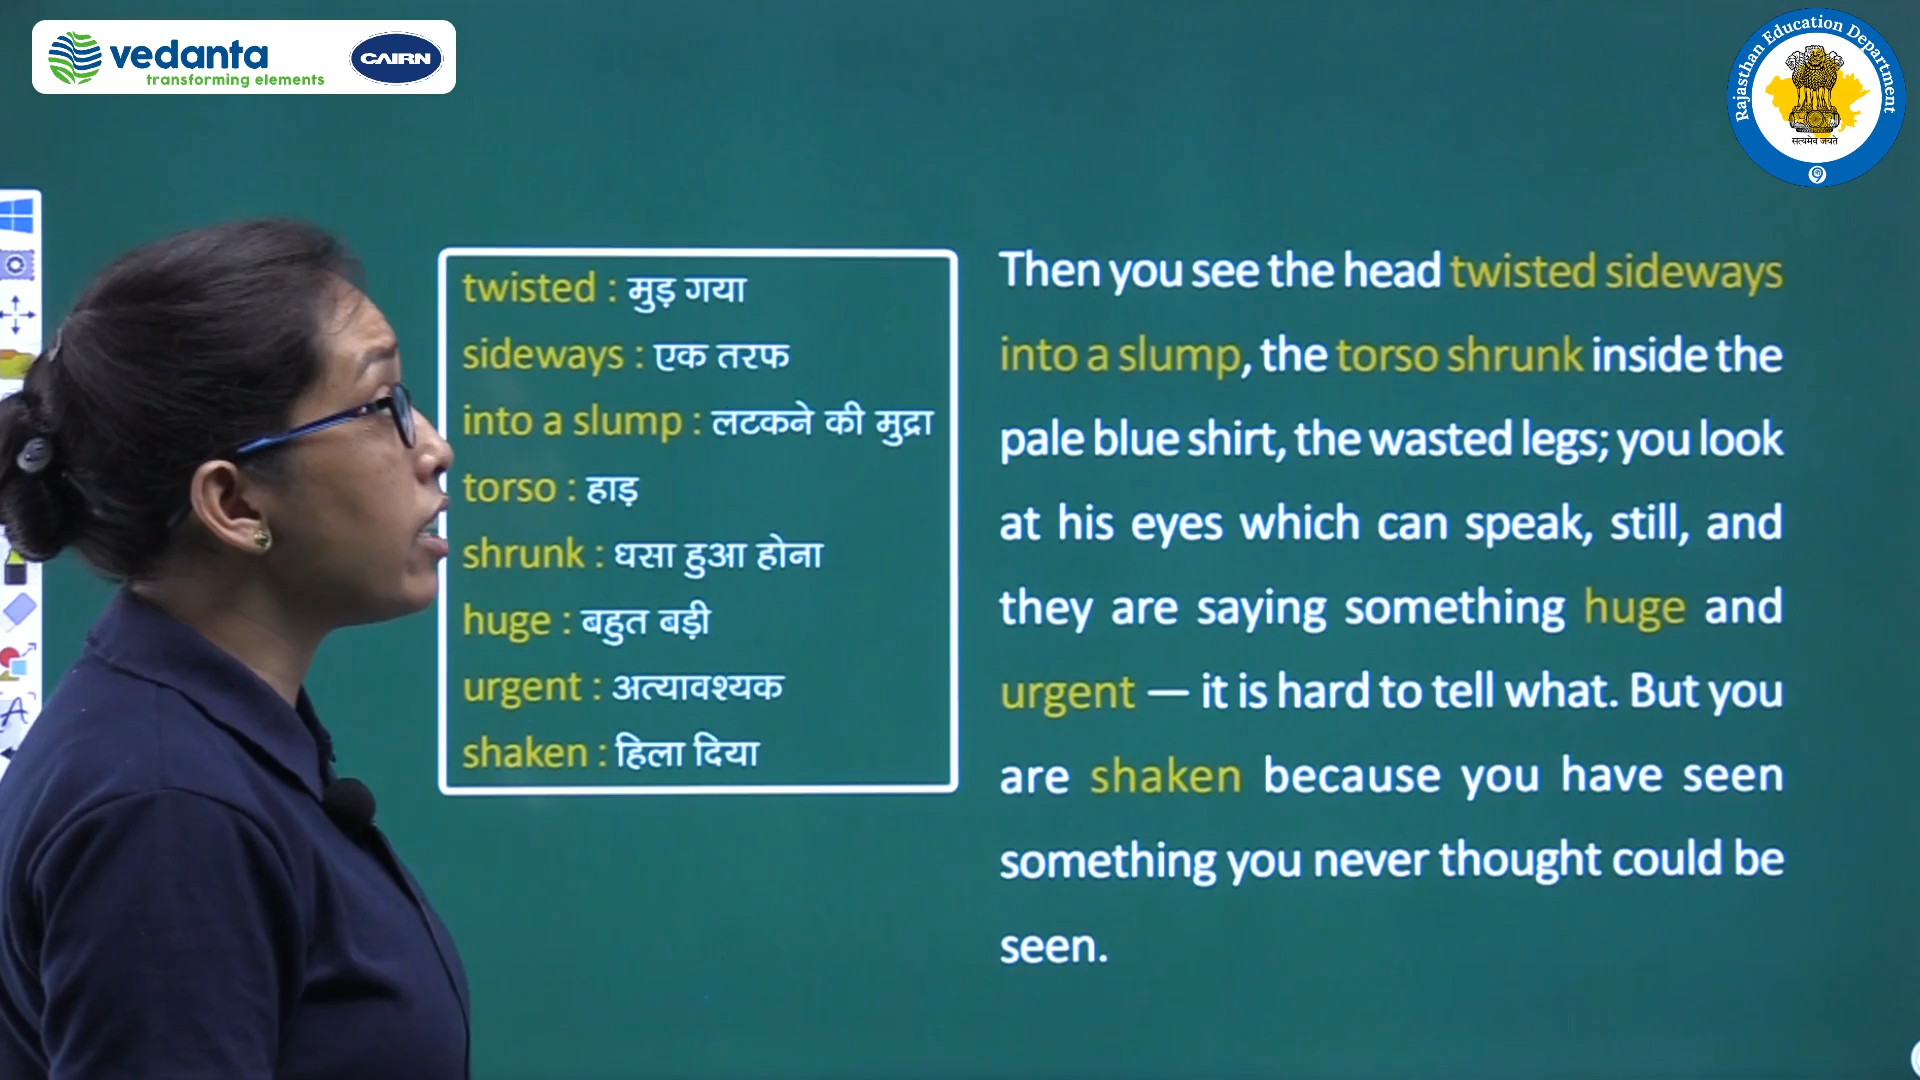 vedanta
transforming elements
CAIRN
Rajasthan Education Department
सत्यमेव जयते
twisted : मुड़ गया
sideways : एक तरफ
into a slump : लटकने की मुद्रा
torso : हाड़
shrunk : धसा हुआ होना
huge : बहुत बड़ी
urgent : अत्यावश्यक
shaken : हिला दिया
Then you see the head twisted sideways
into a slump, the torso shrunk inside the
pale blue shirt, the wasted legs; you look
at his eyes which can speak, still, and
they are saying something huge and
urgent — it is hard to tell what. But you
are shaken because you have seen
something you never thought could be
seen.